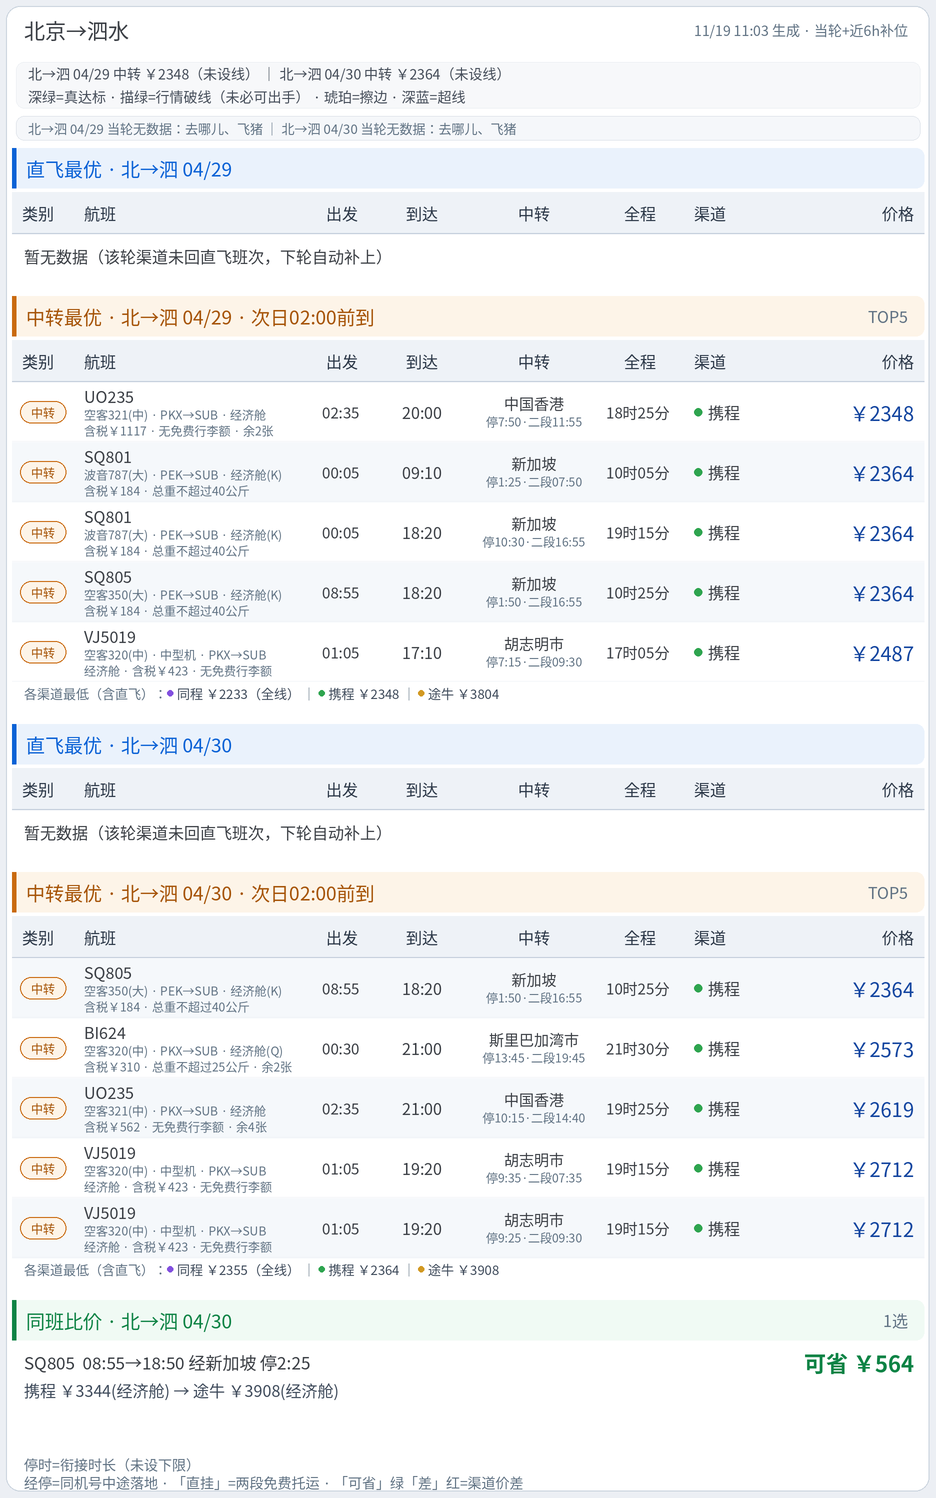 北京→泗水
11/19 11:03 生成 · 当轮+近6h补位
北→泗 04/29 中转 ￥2348（未设线） ｜ 北→泗 04/30 中转 ￥2364（未设线）
深绿=真达标 · 描绿=行情破线（未必可出手） · 琥珀=擦边 · 深蓝=超线
北→泗 04/29 当轮无数据：去哪儿、飞猪 ｜ 北→泗 04/30 当轮无数据：去哪儿、飞猪
直飞最优 · 北→泗 04/29
类别 航班 出发 到达 中转 全程 渠道 价格
暂无数据（该轮渠道未回直飞班次，下轮自动补上）
中转最优 · 北→泗 04/29 · 次日02:00前到 TOP5
类别 航班 出发 到达 中转 全程 渠道 价格
UO235
中转 空客321(中) · PKX→SUB · 经济舱 02:35 20:00 中国香港 18时25分 携程 ￥2348
含税￥1117 · 无免费行李额 · 余2张 停7:50·二段11:55
SQ801
中转 波音787(大) · PEK→SUB · 经济舱(K) 00:05 09:10 新加坡 10时05分 携程 ￥2364
含税￥184 · 总重不超过40公斤 停1:25·二段07:50
SQ801
中转 波音787(大) · PEK→SUB · 经济舱(K) 00:05 18:20 新加坡 19时15分 携程 ￥2364
含税￥184 · 总重不超过40公斤 停10:30·二段16:55
SQ805
中转 空客350(大) · PEK→SUB · 经济舱(K) 08:55 18:20 新加坡 10时25分 携程 ￥2364
含税￥184 · 总重不超过40公斤 停1:50·二段16:55
VJ5019
中转 空客320(中) · 中型机 · PKX→SUB 01:05 17:10 胡志明市 17时05分 携程 ￥2487
经济舱 · 含税￥423 · 无免费行李额 停7:15·二段09:30
各渠道最低（含直飞）：同程 ￥2233（全线） ｜ 携程 ￥2348 ｜ 途牛 ￥3804
直飞最优 · 北→泗 04/30
类别 航班 出发 到达 中转 全程 渠道 价格
暂无数据（该轮渠道未回直飞班次，下轮自动补上）
中转最优 · 北→泗 04/30 · 次日02:00前到 TOP5
类别 航班 出发 到达 中转 全程 渠道 价格
SQ805
中转 空客350(大) · PEK→SUB · 经济舱(K) 08:55 18:20 新加坡 10时25分 携程 ￥2364
含税￥184 · 总重不超过40公斤 停1:50·二段16:55
BI624
中转 空客320(中) · PKX→SUB · 经济舱(Q) 00:30 21:00 斯里巴加湾市 21时30分 携程 ￥2573
含税￥310 · 总重不超过25公斤 · 余2张 停13:45·二段19:45
UO235
中转 空客321(中) · PKX→SUB · 经济舱 02:35 21:00 中国香港 19时25分 携程 ￥2619
含税￥562 · 无免费行李额 · 余4张 停10:15·二段14:40
VJ5019
中转 空客320(中) · 中型机 · PKX→SUB 01:05 19:20 胡志明市 19时15分 携程 ￥2712
经济舱 · 含税￥423 · 无免费行李额 停9:35·二段07:35
VJ5019
中转 空客320(中) · 中型机 · PKX→SUB 01:05 19:20 胡志明市 19时15分 携程 ￥2712
经济舱 · 含税￥423 · 无免费行李额 停9:25·二段09:30
各渠道最低（含直飞）：同程 ￥2355（全线） ｜ 携程 ￥2364 ｜ 途牛 ￥3908
同班比价 · 北→泗 04/30 1选
SQ805 08:55→18:50 经新加坡 停2:25 可省 ￥564
携程 ￥3344(经济舱) → 途牛 ￥3908(经济舱)
停时=衔接时长（未设下限）
经停=同机号中途落地 · 「直挂」=两段免费托运 · 「可省」绿「差」红=渠道价差